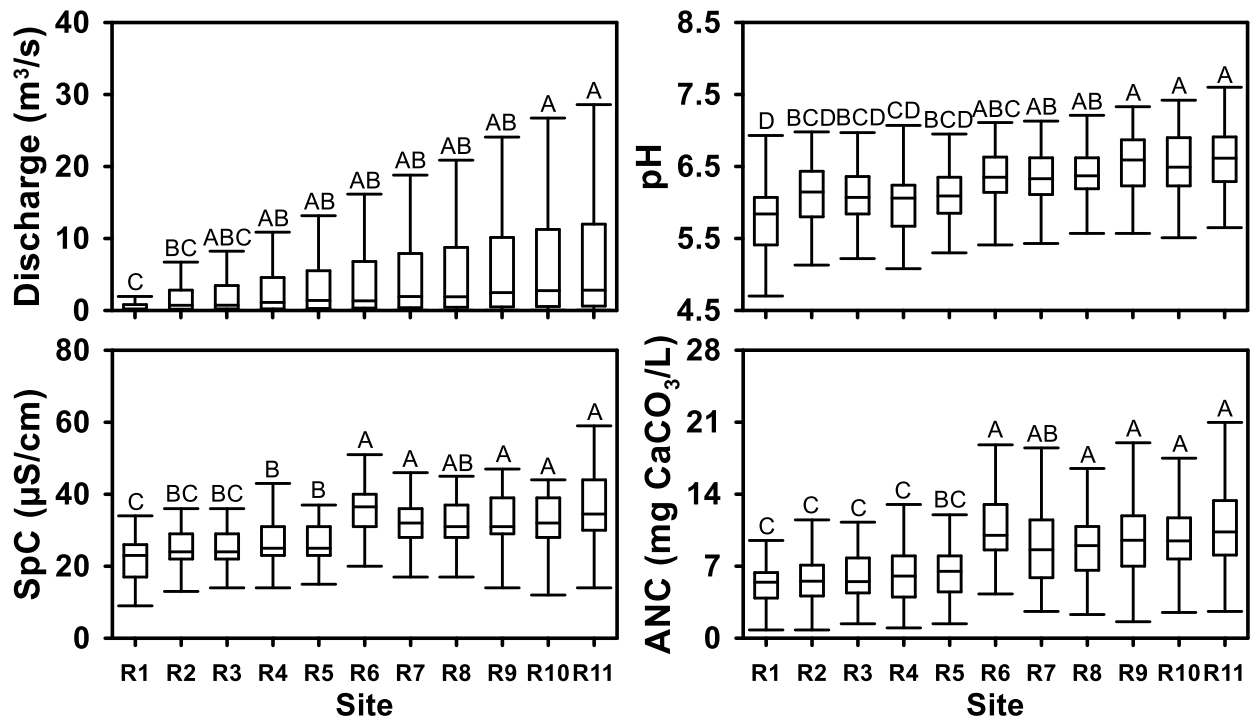 Discharge (m³/s)
40
30
20
10
0
C
BC
ABC
AB
AB
AB
AB
AB
AB
A
A
pH
8.5
7.5
6.5
5.5
4.5
D
BCD
BCD
CD
BCD
ABC
AB
AB
A
A
A
SpC (µS/cm)
80
60
40
20
0
C
BC
BC
B
B
A
A
AB
A
A
A
R1 R2 R3 R4 R5 R6 R7 R8 R9 R10 R11
Site
ANC (mg CaCO₃/L)
28
21
14
7
0
C
C
C
C
BC
A
AB
A
A
A
A
R1 R2 R3 R4 R5 R6 R7 R8 R9 R10 R11
Site